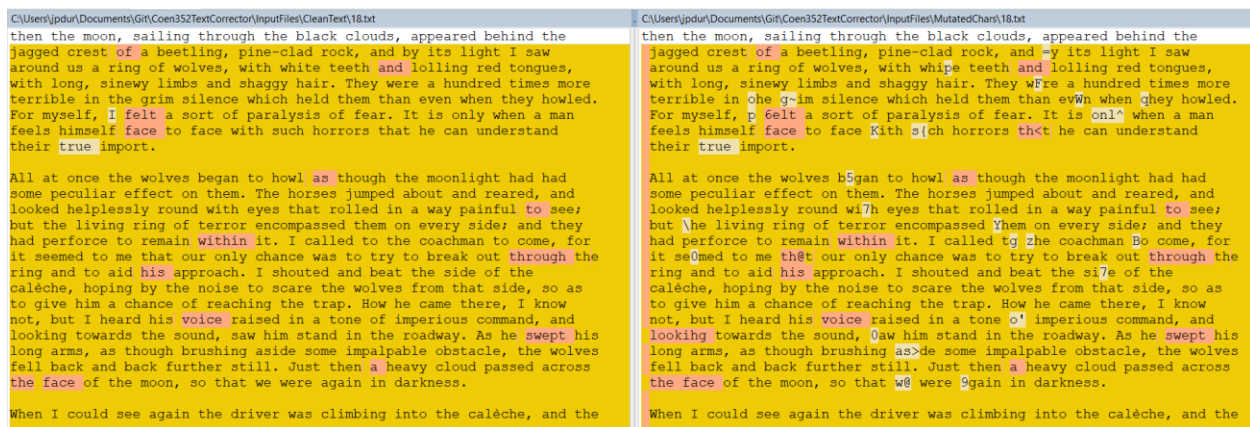 C:\Users\jpdur\Documents\Git\Coen352TextCorrector\InputFiles\CleanText\18.txt
then the moon, sailing through the black clouds, appeared behind the
jagged crest of a beetling, pine-clad rock, and by its light I saw
around us a ring of wolves, with white teeth and lolling red tongues,
with long, sinewy limbs and shaggy hair. They were a hundred times more
terrible in the grim silence which held them than even when they howled.
For myself, I felt a sort of paralysis of fear. It is only when a man
feels himself face to face with such horrors that he can understand
their true import.
All at once the wolves began to howl as though the moonlight had had
some peculiar effect on them. The horses jumped about and reared, and
looked helplessly round with eyes that rolled in a way painful to see;
but the living ring of terror encompassed them on every side; and they
had perforce to remain within it. I called to the coachman to come, for
it seemed to me that our only chance was to try to break out through the
ring and to aid his approach. I shouted and beat the side of the
calèche, hoping by the noise to scare the wolves from that side, so as
to give him a chance of reaching the trap. How he came there, I know
not, but I heard his voice raised in a tone of imperious command, and
looking towards the sound, saw him stand in the roadway. As he swept his
long arms, as though brushing aside some impalpable obstacle, the wolves
fell back and back further still. Just then a heavy cloud passed across
the face of the moon, so that we were again in darkness.
When I could see again the driver was climbing into the calèche, and the
C:\Users\jpdur\Documents\Git\Coen352TextCorrector\InputFiles\MutatedChars\18.txt
then the moon, sailing through the black clouds, appeared behind the
jagged crest of a beetling, pine-clad rock, and =y its light I saw
around us a ring of wolves, with whipe teeth and lolling red tongues,
with long, sinewy limbs and shaggy hair. They wFre a hundred times more
terrible in ohe g~im silence which held them than evWn when qhey howled.
For myself, p 6elt a sort of paralysis of fear. It is onl^ when a man
feels himself face to face Kith s{ch horrors th<t he can understand
their true import.
All at once the wolves b5gan to howl as though the moonlight had had
some peculiar effect on them. The horses jumped about and reared, and
looked helplessly round wi7h eyes that rolled in a way painful to see;
but \he living ring of terror encompassed Yhem on every side; and they
had perforce to remain within it. I called tg zhe coachman Bo come, for
it se0med to me th@t our only chance was to try to break out through the
ring and to aid his approach. I shouted and beat the si7e of the
calèche, hoping by the noise to scare the wolves from that side, so as
to give him a chance of reaching the trap. How he came there, I know
not, but I heard his voice raised in a tone o' imperious command, and
lookihg towards the sound, 0aw him stand in the roadway. As he swept his
long arms, as though brushing as>de some impalpable obstacle, the wolves
fell back and back further still. Just then a heavy cloud passed across
the face of the moon, so that w@ were 9gain in darkness.
When I could see again the driver was climbing into the calèche, and the